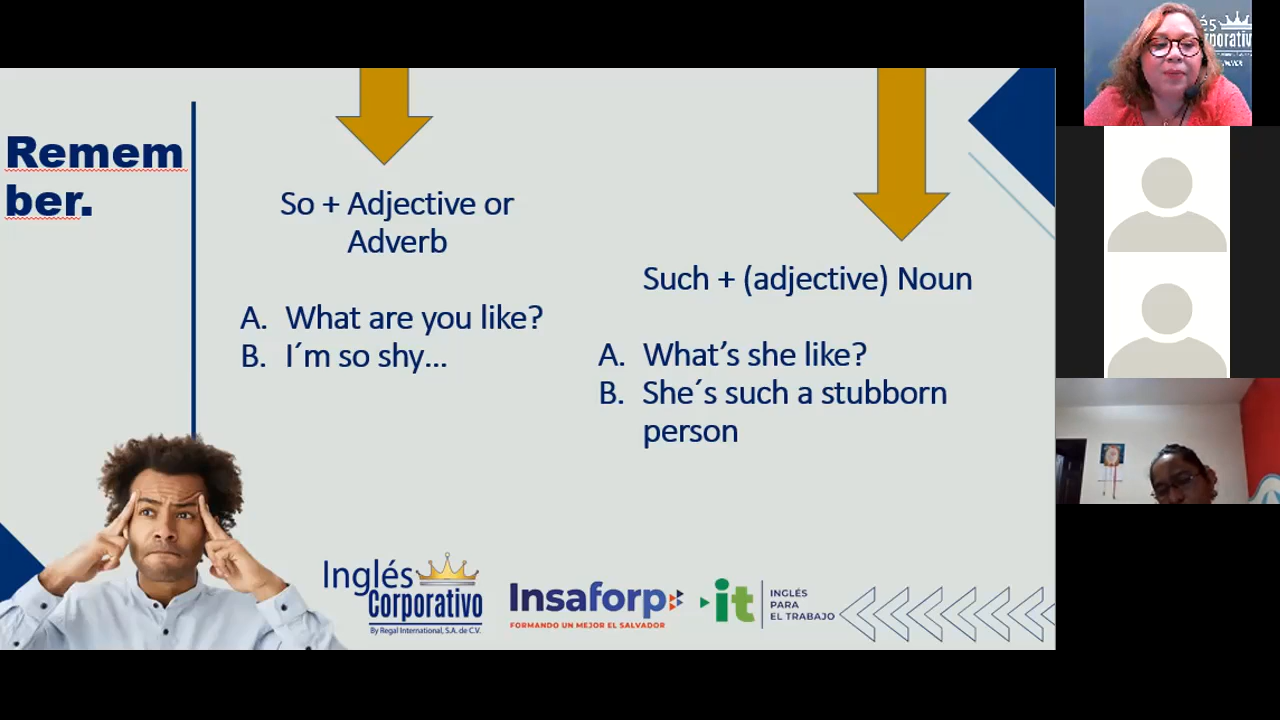 Remem
ber.
So + Adjective or
Adverb
A. What are you like?
B. I´m so shy...
Such + (adjective) Noun
A. What’s she like?
B. She´s such a stubborn
person
Inglés
Corporativo
By Regal International, S.A. de C.V.
Insaforp
FORMANDO UN MEJOR EL SALVADOR
it
INGLÉS
PARA
EL TRABAJO